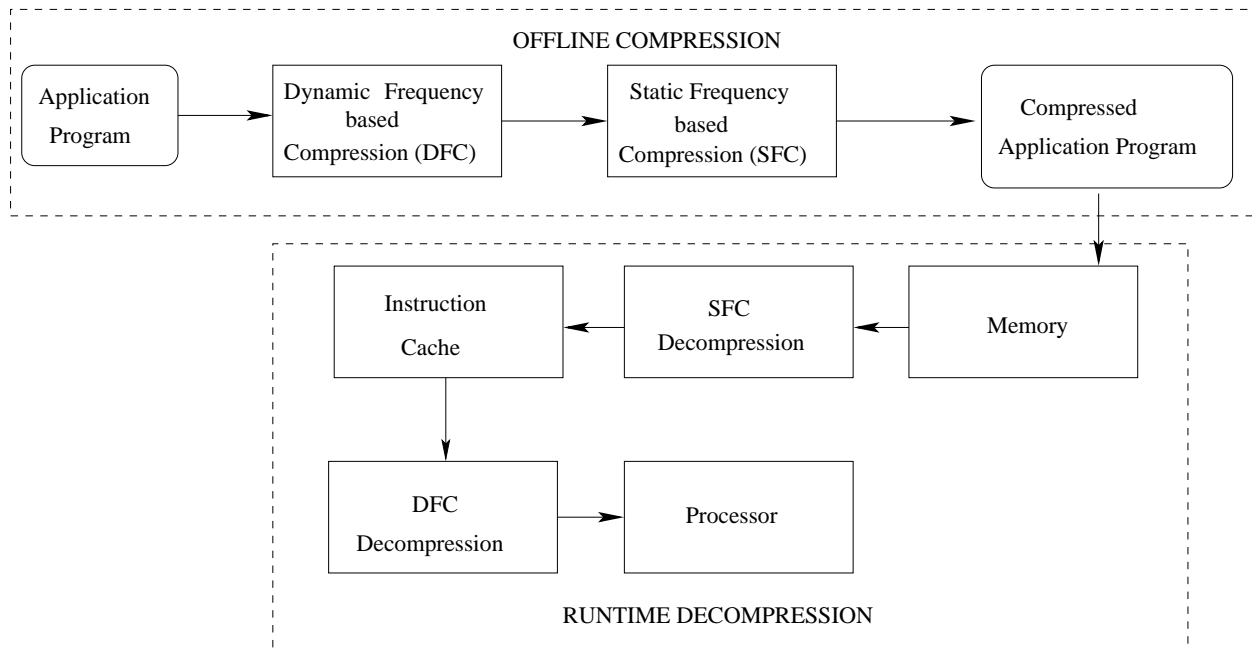 OFFLINE COMPRESSION
Application
Program
Dynamic Frequency
based
Compression (DFC)
Static Frequency
based
Compression (SFC)
Compressed
Application Program
Instruction
Cache
SFC
Decompression
Memory
DFC
Decompression
Processor
RUNTIME DECOMPRESSION